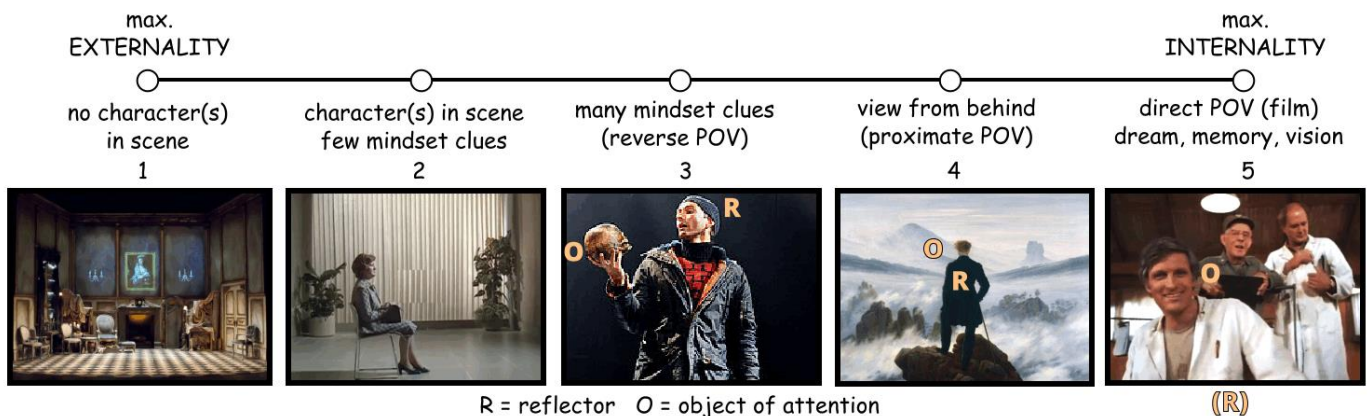 max.
EXTERNALITY
max.
INTERNALITY
no character(s)
in scene
1
character(s) in scene
few mindset clues
2
many mindset clues
(reverse POV)
3
view from behind
(proximate POV)
4
direct POV (film)
dream, memory, vision
5
O
R
O
R
O
R = reflector O = object of attention
(R)